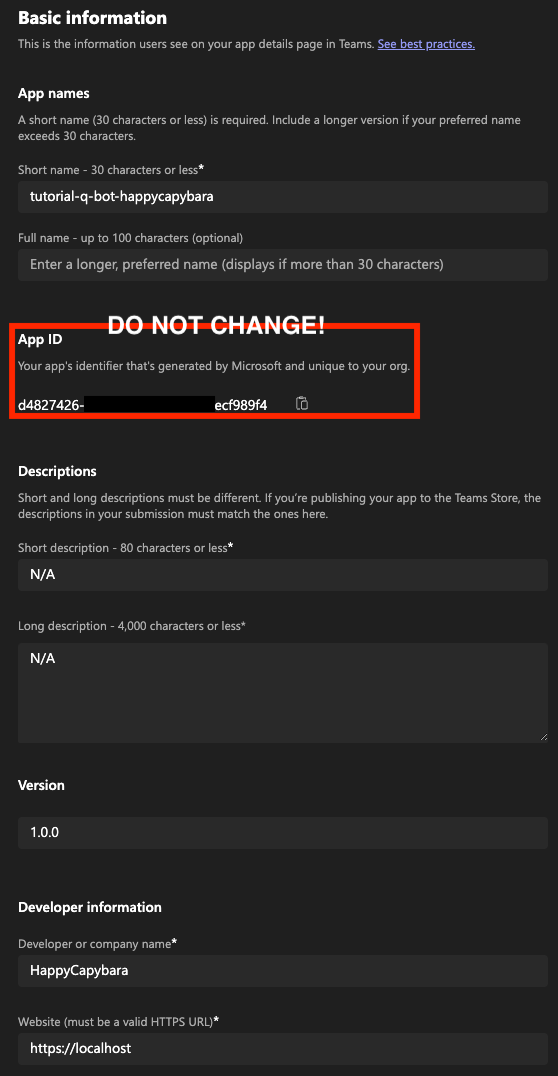 Basic information
This is the information users see on your app details page in Teams. See best practices.
App names
A short name (30 characters or less) is required. Include a longer version if your preferred name
exceeds 30 characters.
Short name - 30 characters or less*
tutorial-q-bot-happycapybara
Full name - up to 100 characters (optional)
Enter a longer, preferred name (displays if more than 30 characters)
DO NOT CHANGE!
App ID
Your app's identifier that's generated by Microsoft and unique to your org.
d4827426- ecf989f4
Descriptions
Short and long descriptions must be different. If you're publishing your app to the Teams Store, the
descriptions in your submission must match the ones here.
Short description - 80 characters or less*
N/A
Long description - 4,000 characters or less*
N/A
Version
1.0.0
Developer information
Developer or company name*
HappyCapybara
Website (must be a valid HTTPS URL)*
https://localhost